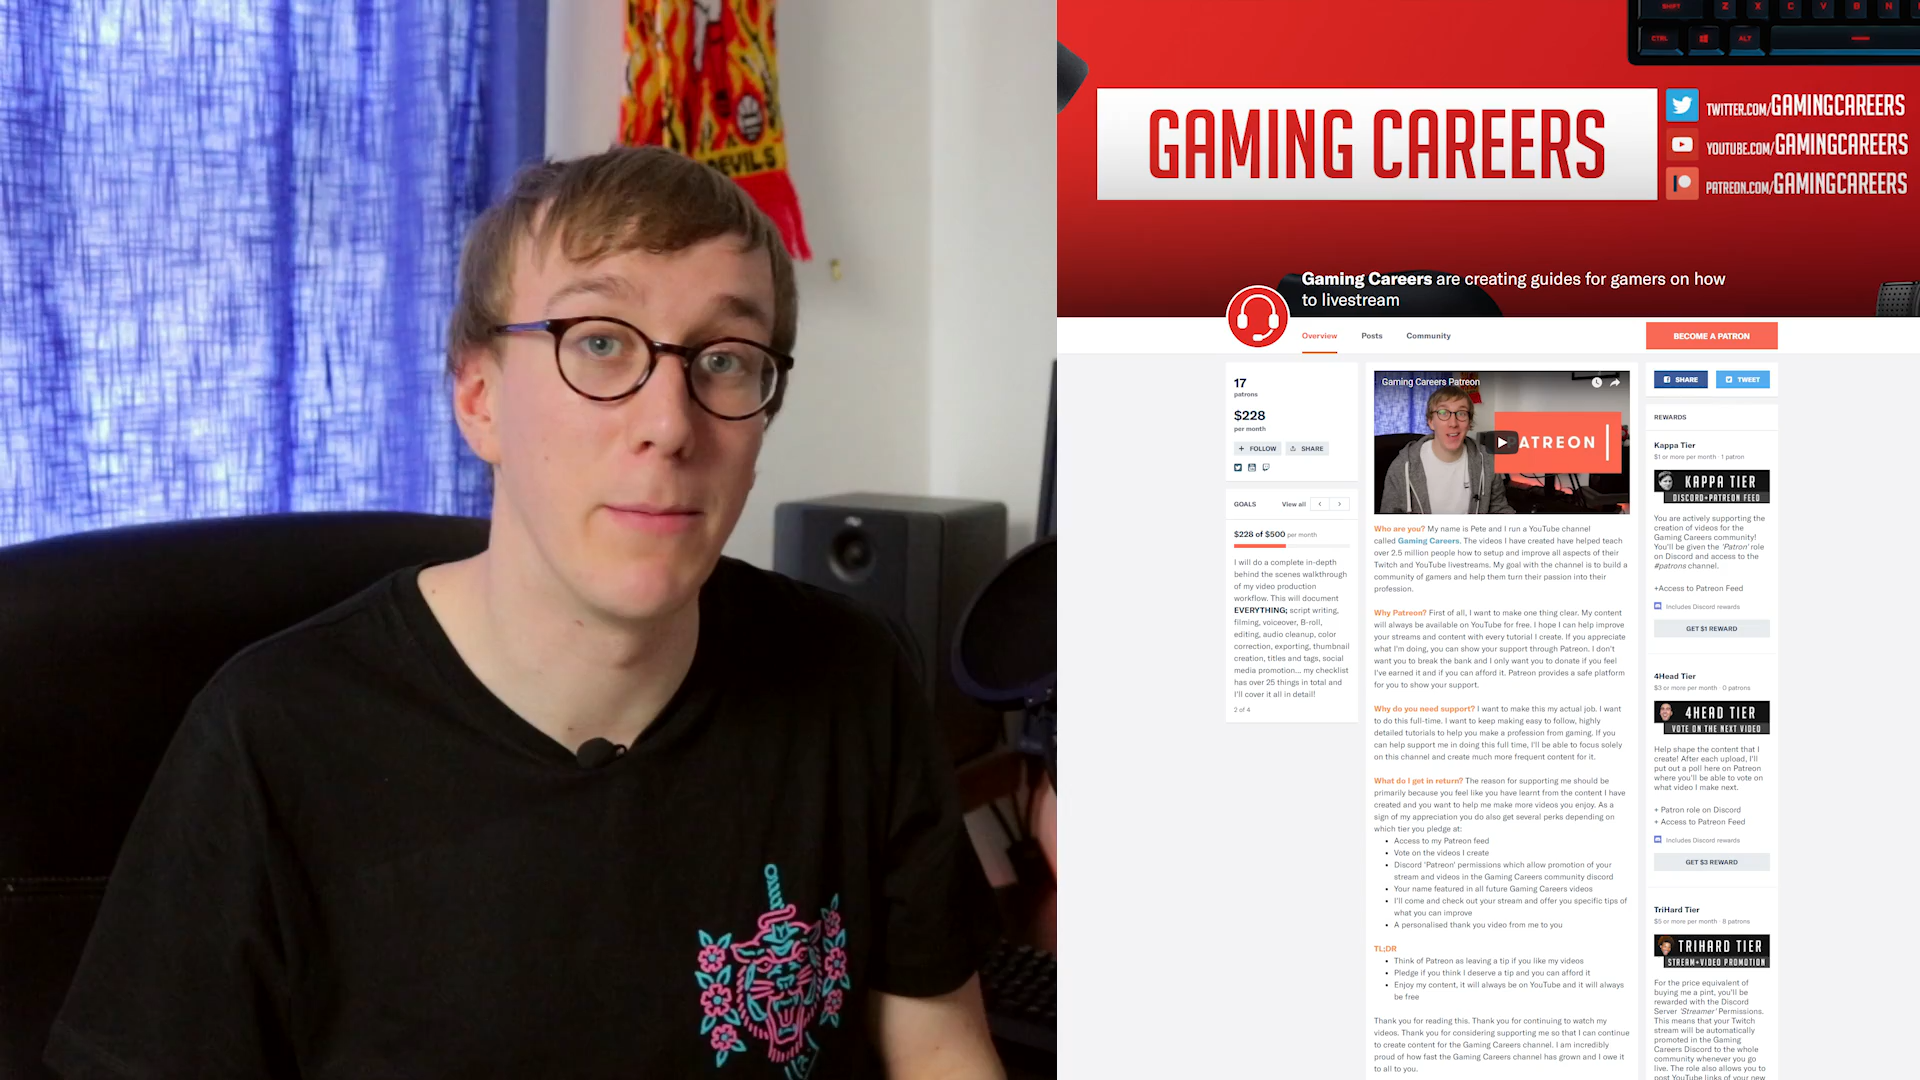 DEVILS
SHIFT Z X C V B N
CTRL ALT
GAMING CAREERS
TWITTER.COM/GAMINGCAREERS
YOUTUBE.COM/GAMINGCAREERS
PATREON.COM/GAMINGCAREERS
Gaming Careers are creating guides for gamers on how
to livestream
Overview Posts Community
BECOME A PATRON
17
patrons
$228
per month
+ FOLLOW SHARE
GOALS View all < >
$228 of $500 per month
I will do a complete in-depth
behind the scenes walkthrough
of my video production
workflow. This will document
EVERYTHING; script writing,
filming, voiceover, B-roll,
editing, audio cleanup, color
correction, exporting, thumbnail
creation, titles and tags, social
media promotion... my checklist
has over 25 things in total and
I'll cover it all in detail!
2 of 4
Gaming Careers Patreon
ATREON
Who are you? My name is Pete and I run a YouTube channel
called Gaming Careers. The videos I have created have helped teach
over 2.5 million people how to setup and improve all aspects of their
Twitch and YouTube livestreams. My goal with the channel is to build a
community of gamers and help them turn their passion into their
profession.
Why Patreon? First of all, I want to make one thing clear. My content
will always be available on YouTube for free. I hope I can help improve
your streams and content with every tutorial I create. If you appreciate
what I'm doing, you can show your support through Patreon. I don't
want you to break the bank and I only want you to donate if you feel
I've earned it and if you can afford it. Patreon provides a safe platform
for you to show your support.
Why do you need support? I want to make this my actual job. I want
to do this full-time. I want to keep making easy to follow, highly
detailed tutorials to help you make a profession from gaming. If you
can help support me in doing this full time, I'll be able to focus solely
on this channel and create much more frequent content for it.
What do I get in return? The reason for supporting me should be
primarily because you feel like you have learnt from the content I have
created and you want to help me make more videos you enjoy. As a
sign of my appreciation you do also get several perks depending on
which tier you pledge at:
• Access to my Patreon feed
• Vote on the videos I create
• Discord 'Patreon' permissions which allow promotion of your
stream and videos in the Gaming Careers community discord
• Your name featured in all future Gaming Careers videos
• I'll come and check out your stream and offer you specific tips of
what you can improve
• A personalised thank you video from me to you
TL;DR
• Think of Patreon as leaving a tip if you like my videos
• Pledge if you think I deserve a tip and you can afford it
• Enjoy my content, it will always be on YouTube and it will always
be free
Thank you for reading this. Thank you for continuing to watch my
videos. Thank you for considering supporting me so that I can continue
to create content for the Gaming Careers channel. I am incredibly
proud of how fast the Gaming Careers channel has grown and I owe it
to all to you.
SHARE TWEET
REWARDS
Kappa Tier
$1 or more per month · 1 patron
KAPPA TIER
DISCORD+PATREON FEED
You are actively supporting the
creation of videos for the
Gaming Careers community!
You'll be given the 'Patron' role
on Discord and access to the
#patrons channel.
+Access to Patreon Feed
Includes Discord rewards
GET $1 REWARD
4Head Tier
$3 or more per month · 0 patrons
4HEAD TIER
VOTE ON THE NEXT VIDEO
Help shape the content that I
create! After each upload, I'll
put out a poll here on Patreon
where you'll be able to vote on
what video I make next.
+ Patron role on Discord
+ Access to Patreon Feed
Includes Discord rewards
GET $3 REWARD
TriHard Tier
$5 or more per month · 8 patrons
TRIHARD TIER
STREAM+VIDEO PROMOTION
For the price equivalent of
buying me a pint, you'll be
rewarded with the Discord
Server 'Streamer' Permissions.
This means that your Twitch
stream will be automatically
promoted in the Gaming
Careers Discord to the whole
community whenever you go
live. The role also allows you to
post YouTube links of your new